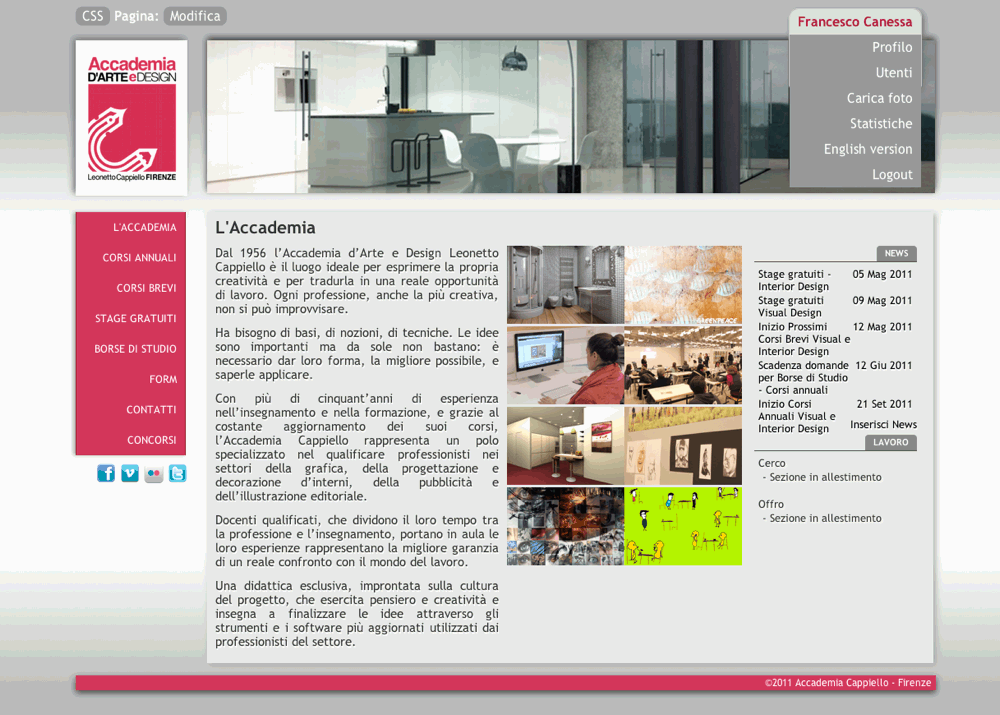 CSS Pagina: Modifica
Francesco Canessa
Profilo
Utenti
Carica foto
Statistiche
English version
Logout
Accademia
D'ARTEeDESIGN
LeonettoCappiello FIRENZE
L'ACCADEMIA
CORSI ANNUALI
CORSI BREVI
STAGE GRATUITI
BORSE DI STUDIO
FORM
CONTATTI
CONCORSI
L'Accademia
Dal 1956 l’Accademia d’Arte e Design Leonetto
Cappiello è il luogo ideale per esprimere la propria
creatività e per tradurla in una reale opportunità
di lavoro. Ogni professione, anche la più creativa,
non si può improvvisare.
Ha bisogno di basi, di nozioni, di tecniche. Le idee
sono importanti ma da sole non bastano: è
necessario dar loro forma, la migliore possibile, e
saperle applicare.
Con più di cinquant’anni di esperienza
nell’insegnamento e nella formazione, e grazie al
costante aggiornamento dei suoi corsi,
l’Accademia Cappiello rappresenta un polo
specializzato nel qualificare professionisti nei
settori della grafica, della progettazione e
decorazione d’interni, della pubblicità e
dell’illustrazione editoriale.
Docenti qualificati, che dividono il loro tempo tra
la professione e l’insegnamento, portano in aula le
loro esperienze rappresentano la migliore garanzia
di un reale confronto con il mondo del lavoro.
Una didattica esclusiva, improntata sulla cultura
del progetto, che esercita pensiero e creatività e
insegna a finalizzare le idee attraverso gli
strumenti e i software più aggiornati utilizzati dai
professionisti del settore.
GREENPEACE
NEWS
Stage gratuiti - 05 Mag 2011
Interior Design
Stage gratuiti 09 Mag 2011
Visual Design
Inizio Prossimi 12 Mag 2011
Corsi Brevi Visual e
Interior Design
Scadenza domande 12 Giu 2011
per Borse di Studio
- Corsi annuali
Inizio Corsi 21 Set 2011
Annuali Visual e
Interior Design
Inserisci News
LAVORO
Cerco
- Sezione in allestimento
Offro
- Sezione in allestimento
©2011 Accademia Cappiello - Firenze